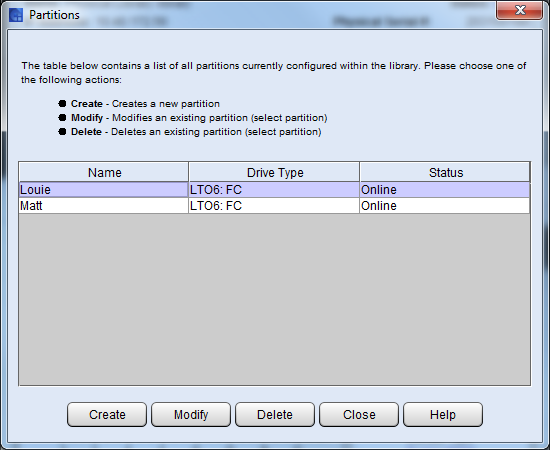 Partitions
The table below contains a list of all partitions currently configured within the library. Please choose one of
the following actions:
Create - Creates a new partition
Modify - Modifies an existing partition (select partition)
Delete - Deletes an existing partition (select partition)
Name Drive Type Status
Louie LTO6: FC Online
Matt LTO6: FC Online
Create Modify Delete Close Help